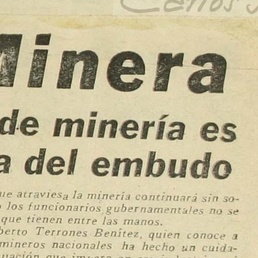 Carlos
Minera
de minería es
a del embudo
que atraviesa la minería continuará sin so-
o los funcionarios gubernamentales no se
que tienen entre las manos.
berto Terrones Benítez, quien conoce a
mineros nacionales ha hecho un cuida-